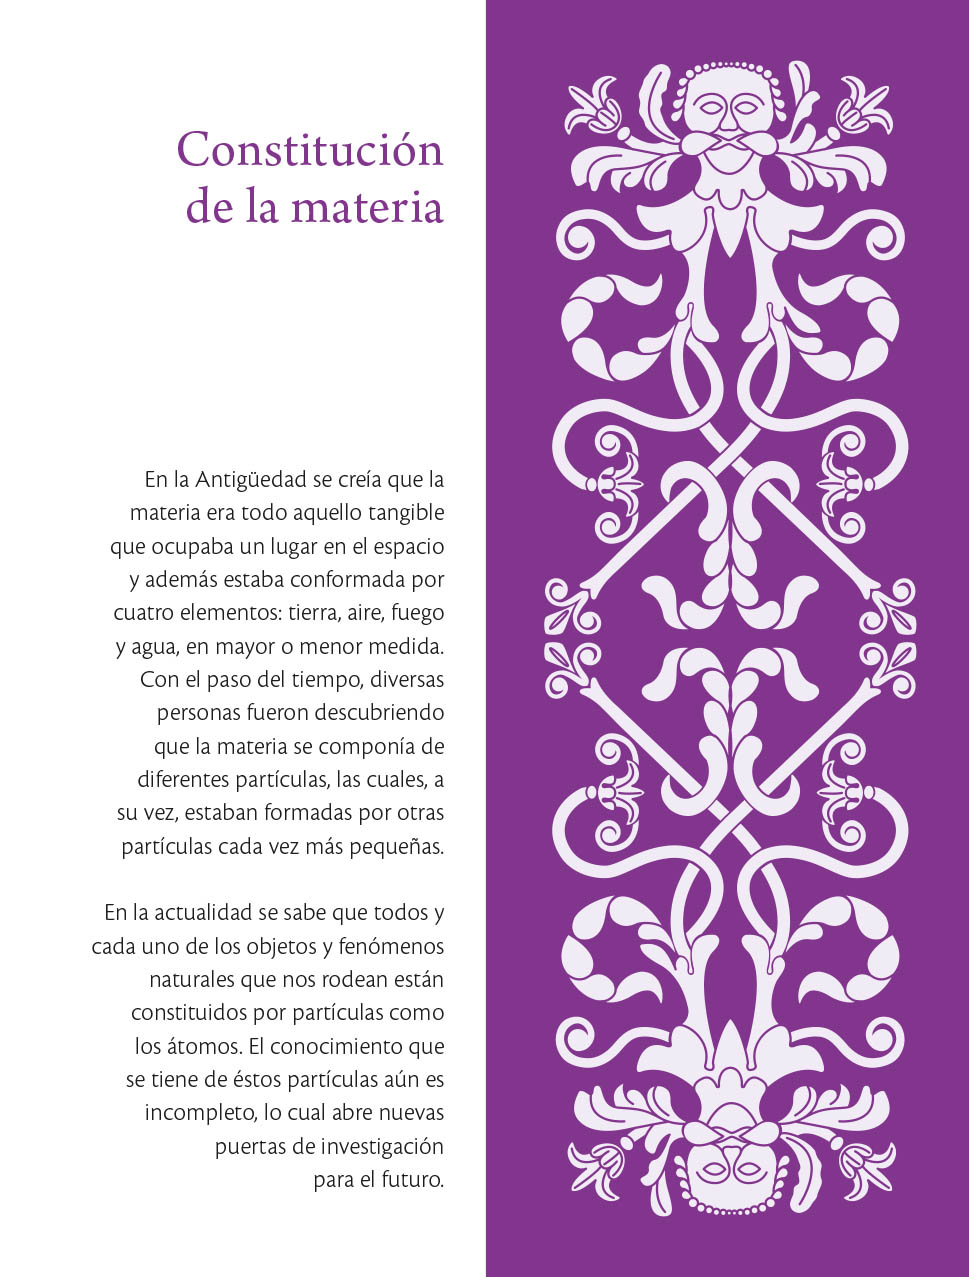 Constitución
de la materia
En la Antigüedad se creía que la
materia era todo aquello tangible
que ocupaba un lugar en el espacio
y además estaba conformada por
cuatro elementos: tierra, aire, fuego
y agua, en mayor o menor medida.
Con el paso del tiempo, diversas
personas fueron descubriendo
que la materia se componía de
diferentes partículas, las cuales, a
su vez, estaban formadas por otras
partículas cada vez más pequeñas.
En la actualidad se sabe que todos y
cada uno de los objetos y fenómenos
naturales que nos rodean están
constituidos por partículas como
los átomos. El conocimiento que
se tiene de éstos partículas aún es
incompleto, lo cual abre nuevas
puertas de investigación
para el futuro.